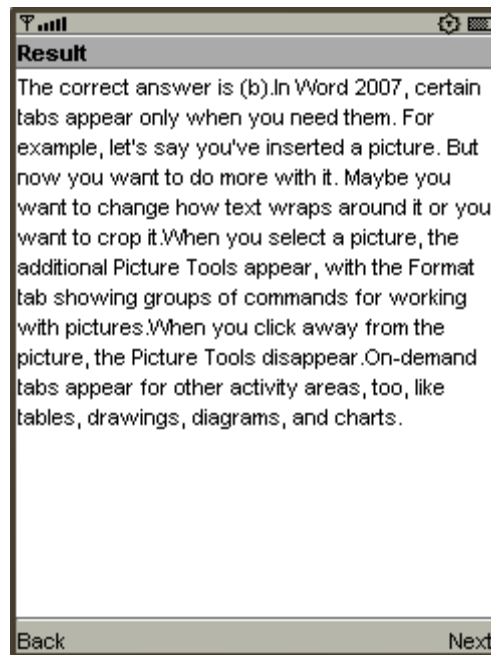 Result
The correct answer is (b).In Word 2007, certain
tabs appear only when you need them. For
example, let's say you've inserted a picture. But
now you want to do more with it. Maybe you
want to change how text wraps around it or you
want to crop it.When you select a picture, the
additional Picture Tools appear, with the Format
tab showing groups of commands for working
with pictures.When you click away from the
picture, the Picture Tools disappear.On-demand
tabs appear for other activity areas, too, like
tables, drawings, diagrams, and charts.
Back Next